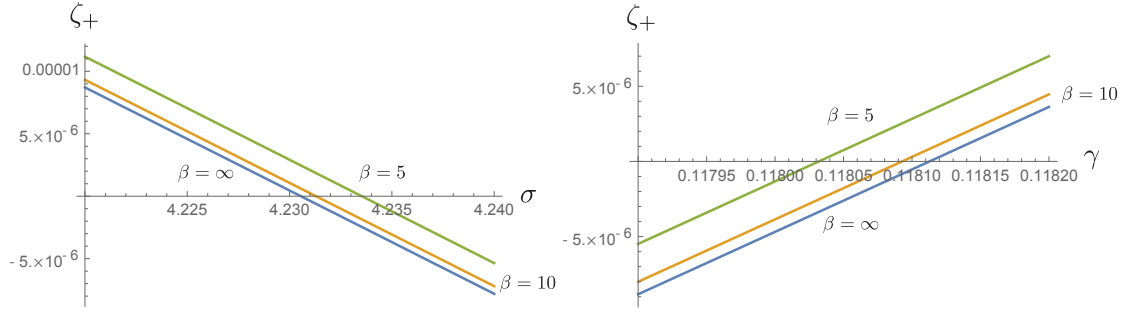 ζ₊
0.00001
5.×10⁻⁶
-5.×10⁻⁶
β = ∞
β = 5
β = 10
4.225
4.230
4.235
4.240
σ
ζ₊
5.×10⁻⁶
-5.×10⁻⁶
β = 5
β = 10
β = ∞
0.11795
0.11800
0.11805
0.11810
0.11815
0.11820
γ